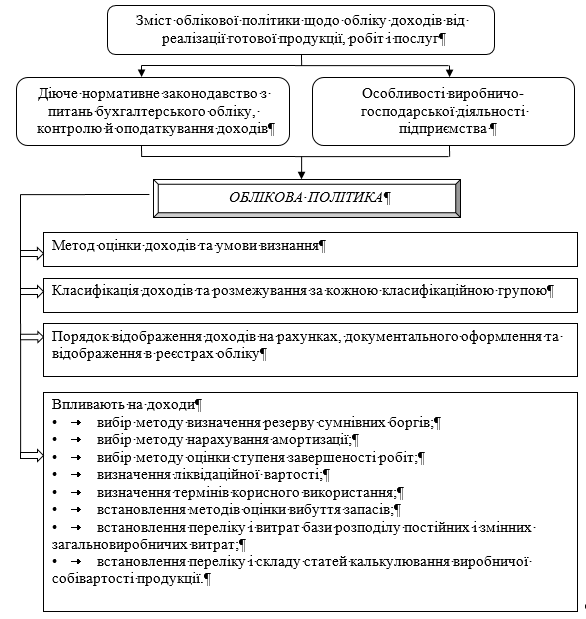 Зміст облікової політики щодо обліку доходів від
реалізації готової продукції, робіт і послуг¶
Діюче нормативне законодавство з
питань бухгалтерського обліку,
контролю й оподаткування доходів¶
Особливості виробничо-
господарської діяльності
підприємства ¶
ОБЛІКОВА ПОЛІТИКА¶
Метод оцінки доходів та умови визнання¶
Класифікація доходів та розмежування за кожною класифікаційною групою¶
Порядок відображення доходів на рахунках, документального оформлення та
відображення в реєстрах обліку¶
Впливають на доходи¶
• → вибір методу визначення резерву сумнівних боргів;¶
• → вибір методу нарахування амортизації;¶
• → вибір методу оцінки ступеня завершеності робіт;¶
• → визначення ліквідаційної вартості;¶
• → визначення термінів корисного використання;¶
• → встановлення методів оцінки вибуття запасів;¶
• → встановлення переліку і витрат бази розподілу постійних і змінних
загальновиробничих витрат;¶
• → встановлення переліку і складу статей калькулювання виробничої
собівартості продукції.¶